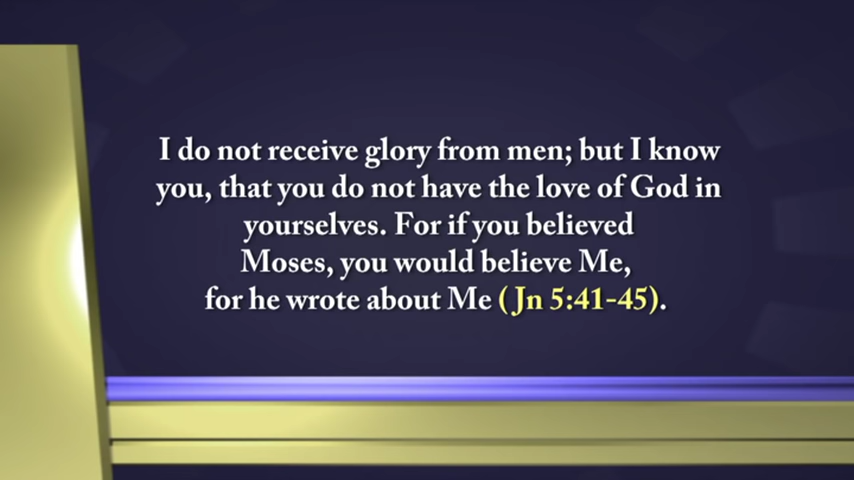 I do not receive glory from men; but I know
you, that you do not have the love of God in
yourselves. For if you believed
Moses, you would believe Me,
for he wrote about Me (Jn 5:41-45).